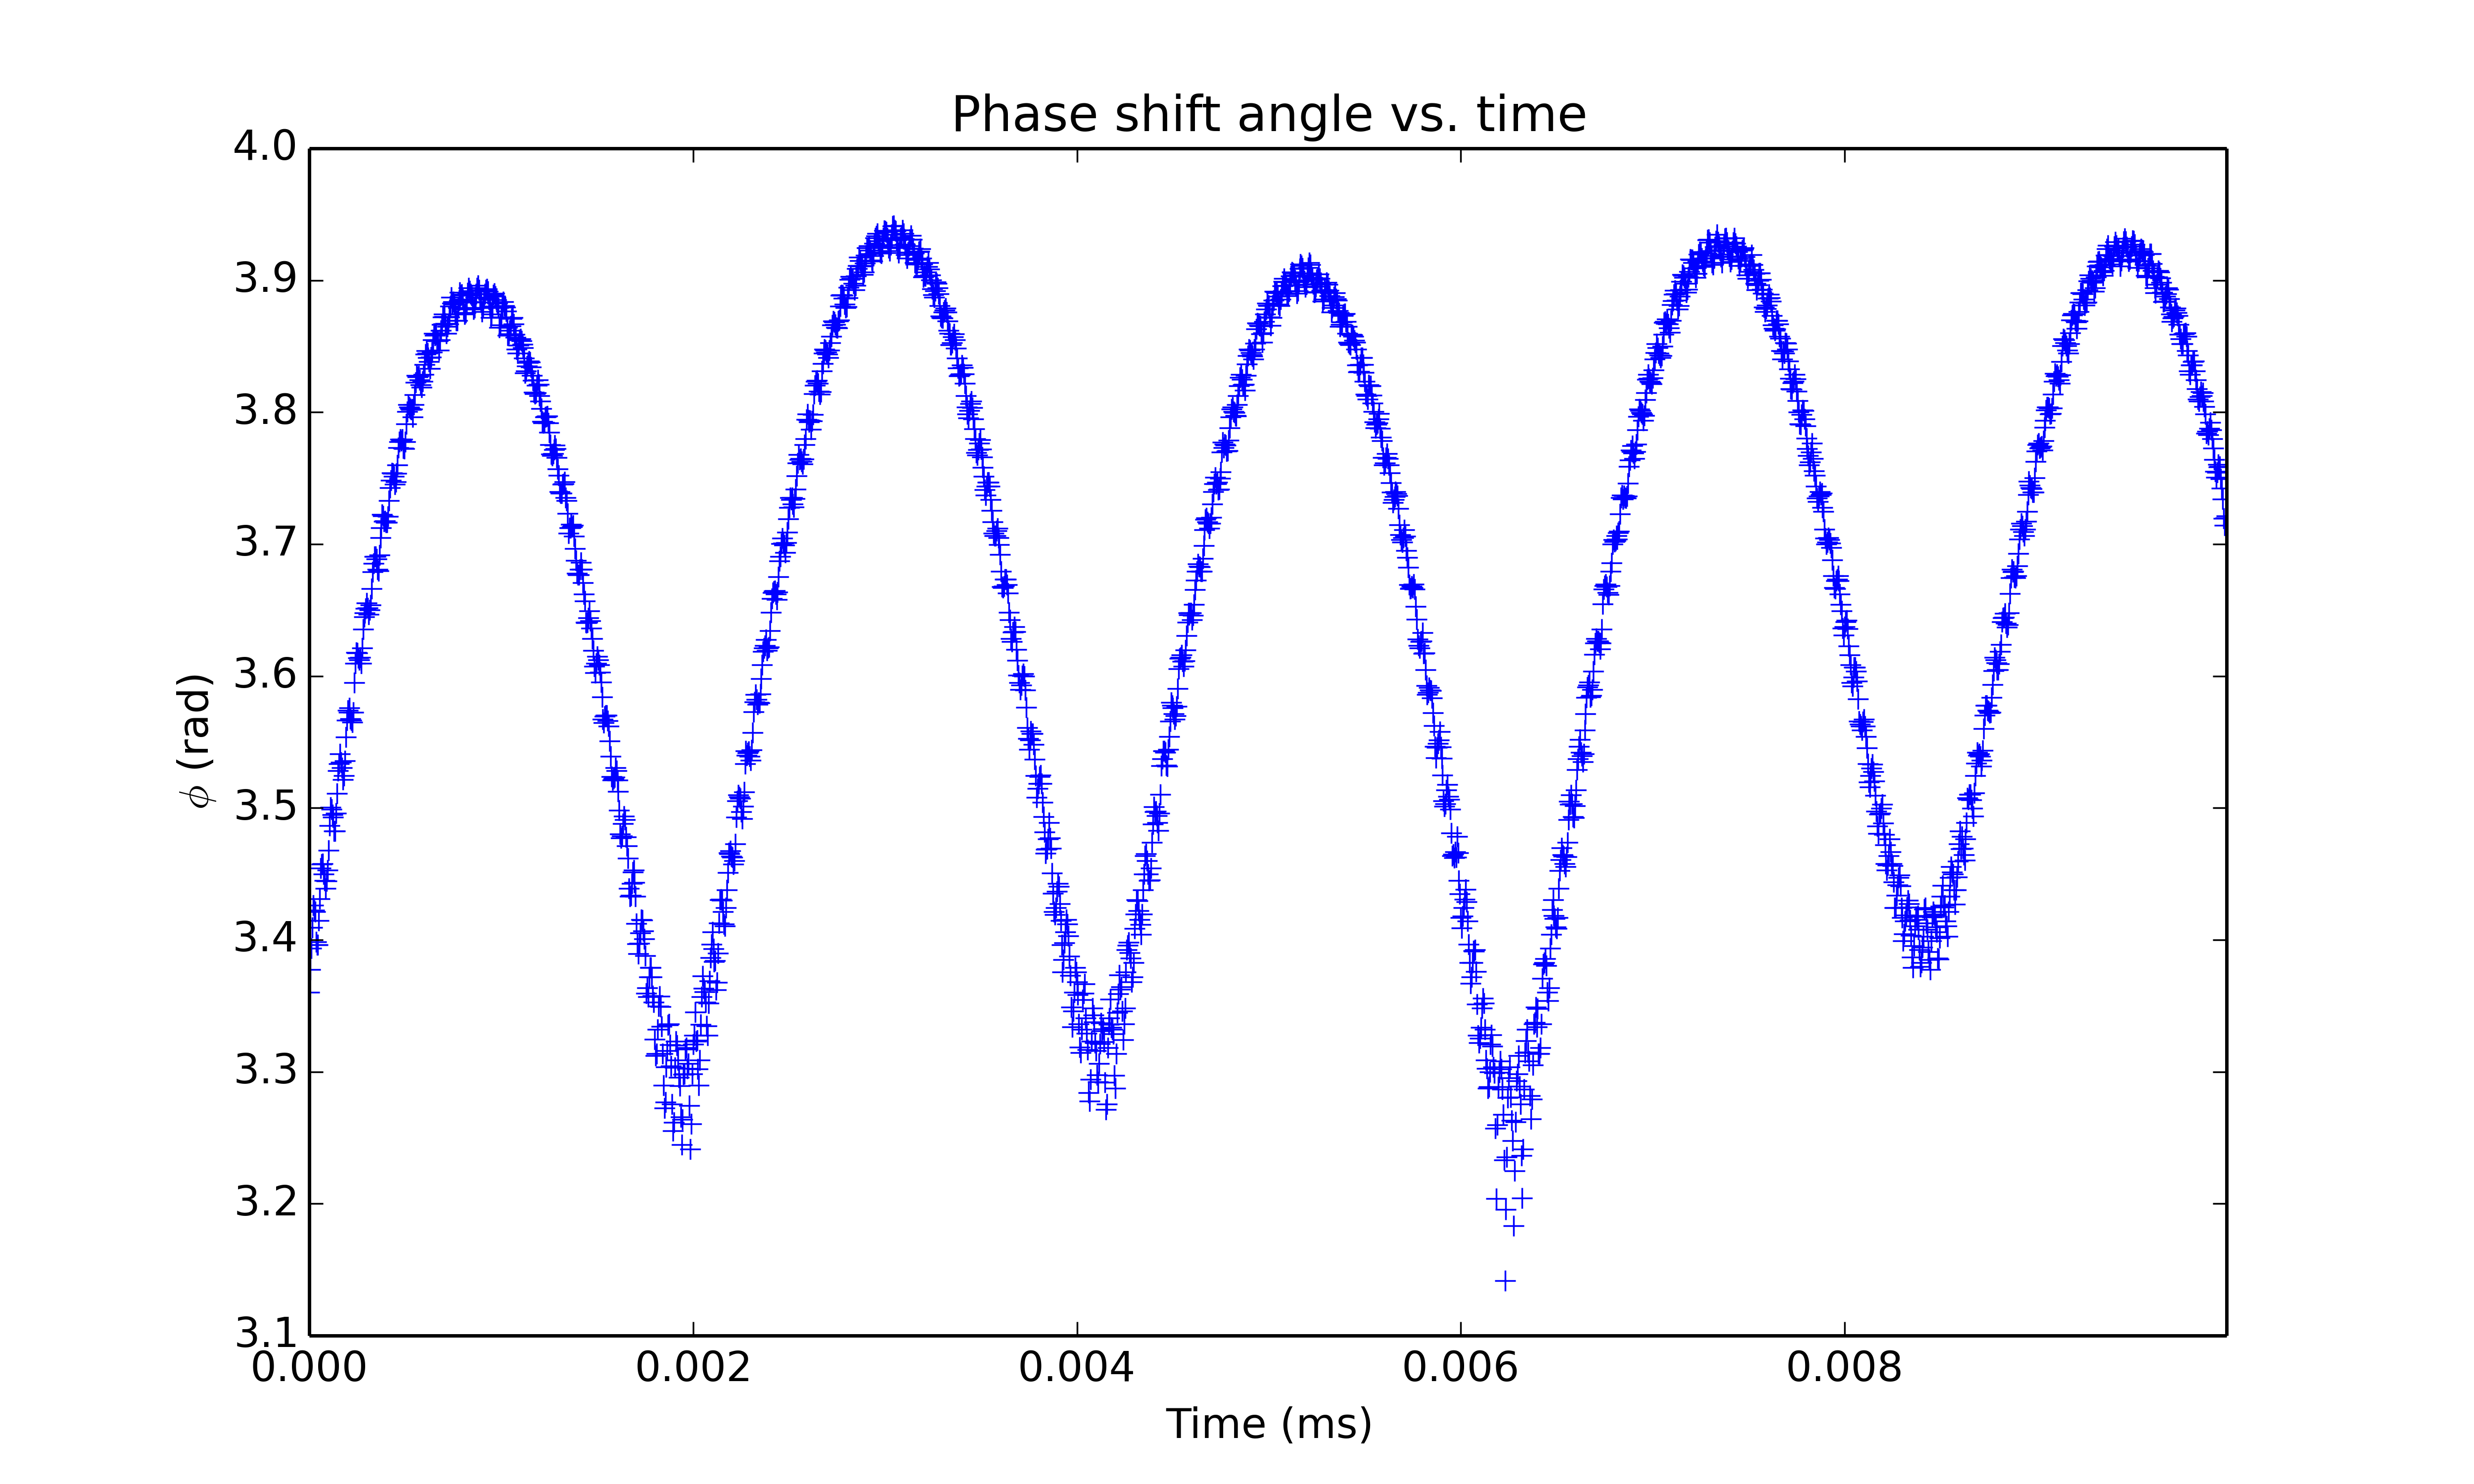 Phase shift angle vs. time
4.0
3.9
3.8
3.7
3.6
3.5
3.4
3.3
3.2
3.1
ϕ (rad)
0.000 0.002 0.004 0.006 0.008
Time (ms)